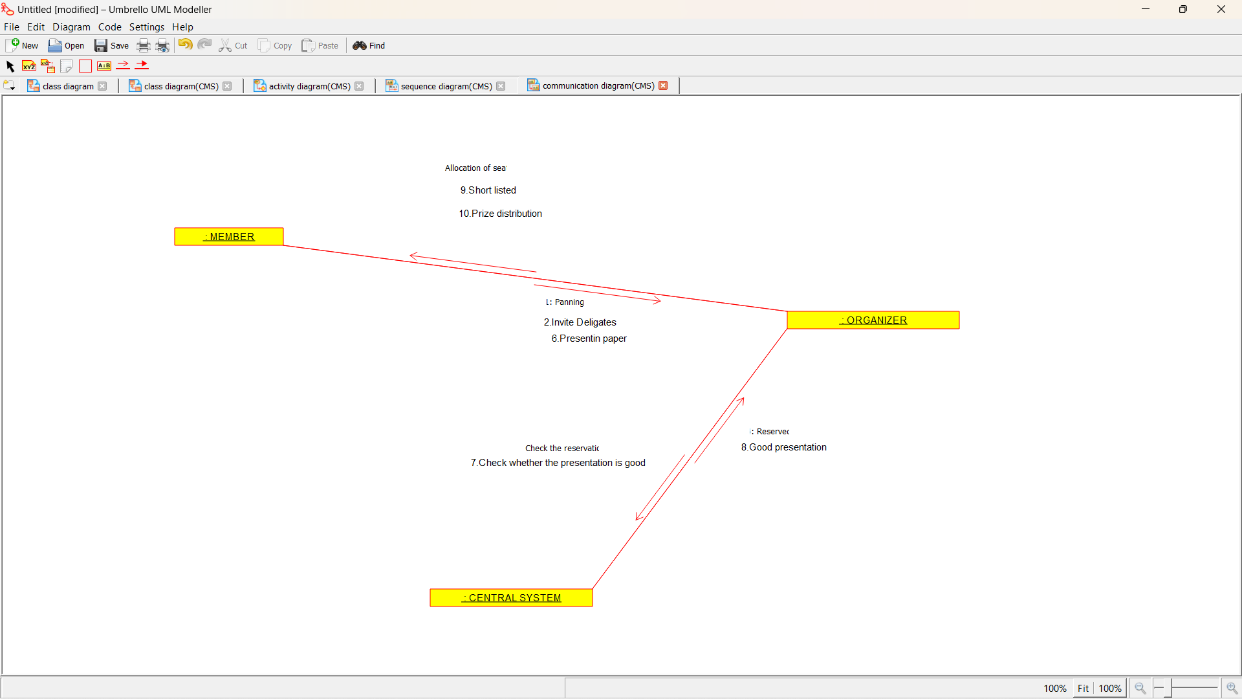 Untitled [modified] – Umbrello UML Modeller
File Edit Diagram Code Settings Help
New Open Save Cut Copy Paste Find
class diagram class diagram(CMS) activity diagram(CMS) sequence diagram(CMS) communication diagram(CMS)
Allocation of sea
9.Short listed
10.Prize distribution
: MEMBER
1: Panning
2.Invite Deligates
6.Presentin paper
: ORGANIZER
: Reserved
8.Good presentation
Check the reservatic
7.Check whether the presentation is good
: CENTRAL SYSTEM
100% Fit 100%